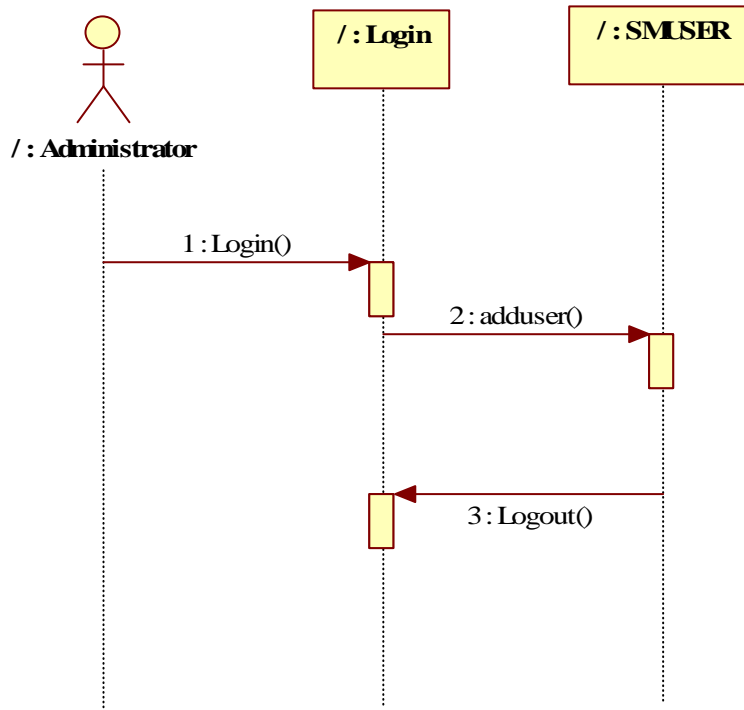 / : Login
/ : SMUSER
/ : Administrator
1 : Login()
2 : adduser()
3 : Logout()